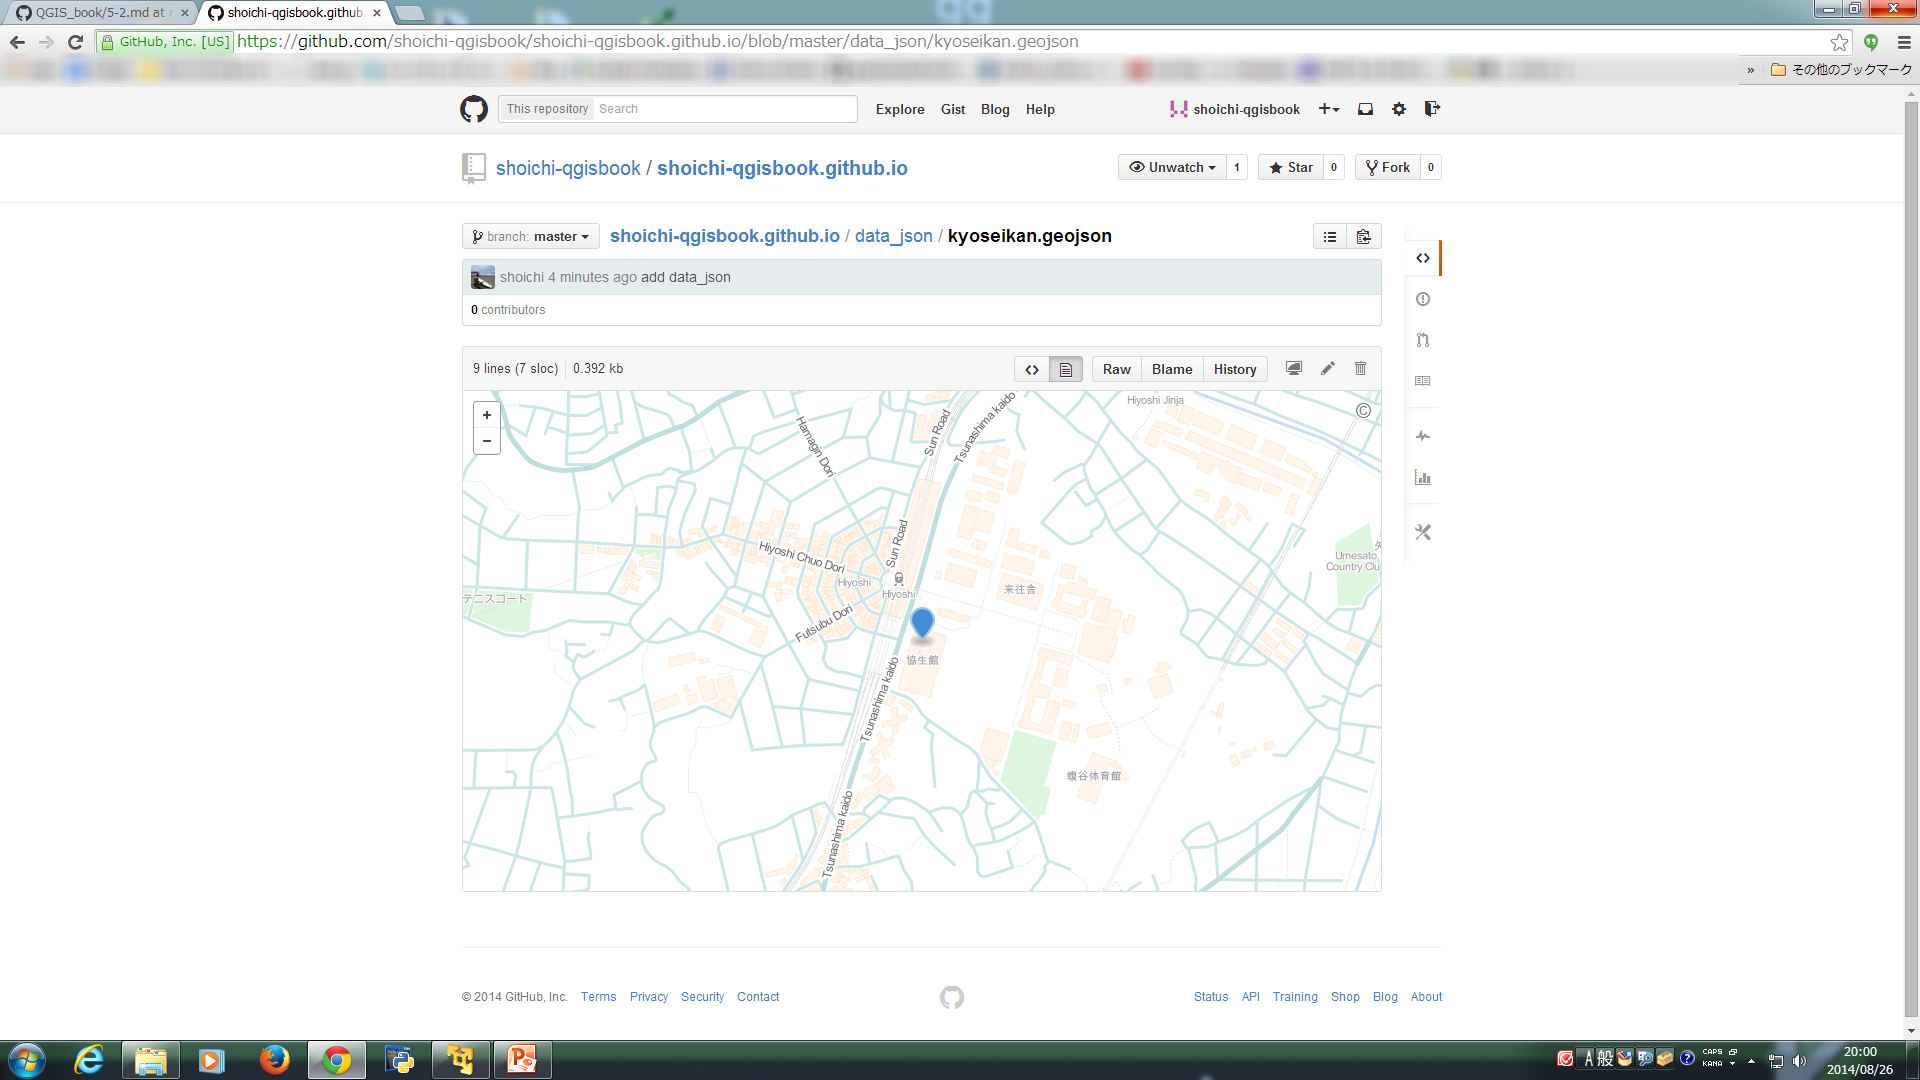 QGIS_book/5-2.md at
shoichi-qgisbook.github.
GitHub, Inc. [US]
https://github.com/shoichi-qgisbook/shoichi-qgisbook.github.io/blob/master/data_json/kyoseikan.geojson
» その他のブックマーク
This repository Search
Explore Gist Blog Help
shoichi-qgisbook
shoichi-qgisbook / shoichi-qgisbook.github.io
Unwatch 1 Star 0 Fork 0
branch: master
shoichi-qgisbook.github.io / data_json / kyoseikan.geojson
shoichi 4 minutes ago add data_json
0 contributors
9 lines (7 sloc) 0.392 kb
Raw Blame History
+
−
©
Hiyoshi Jinja
Sun Road
Tsunashima kaido
Hamagin Dori
Sun Road
Hiyoshi Chuo Dori
Hiyoshi
Hiyoshi
Umesato
Country Clu
来往舎
テニスコート
Futsubu Dori
協生館
Tsunashima kaido
蝮谷体育館
Tsunashima kaido
© 2014 GitHub, Inc. Terms Privacy Security Contact
Status API Training Shop Blog About
A 般
CAPS
KANA
20:00
2014/08/26